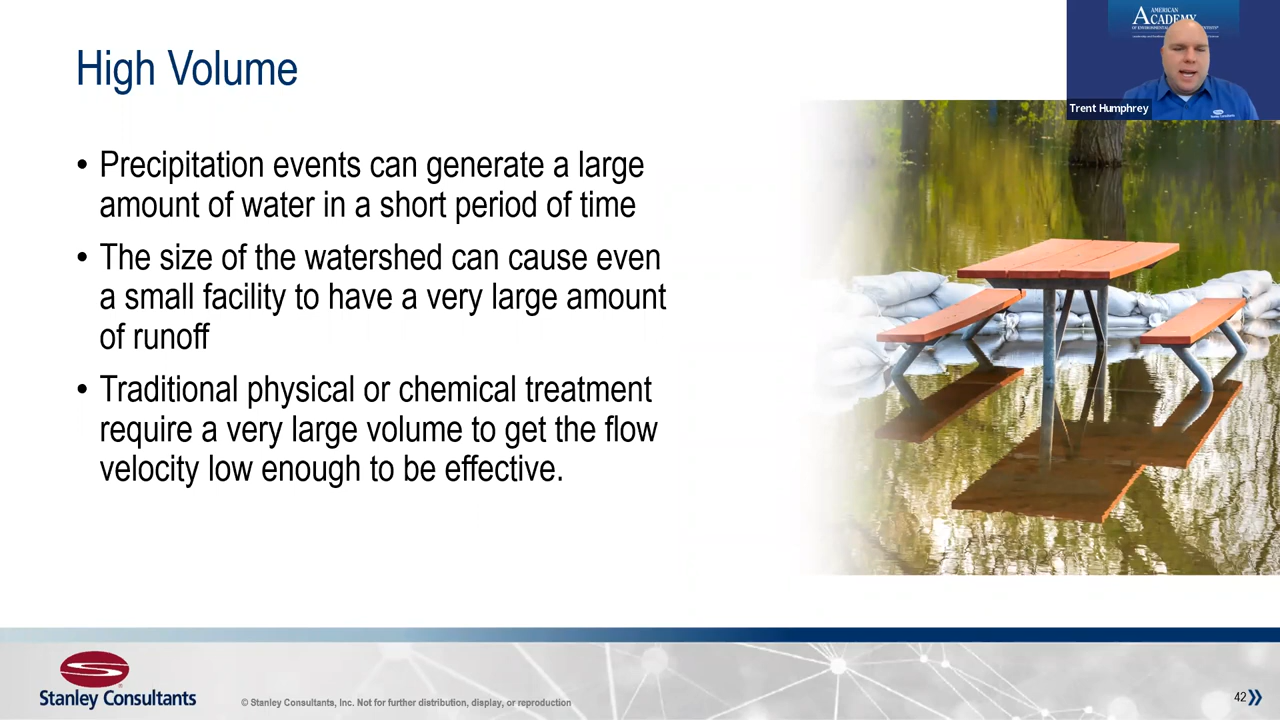 High Volume
AMERICAN
ACADEMY
Trent Humphrey
Stanley Consultants
• Precipitation events can generate a large
amount of water in a short period of time
• The size of the watershed can cause even
a small facility to have a very large amount
of runoff
• Traditional physical or chemical treatment
require a very large volume to get the flow
velocity low enough to be effective.
Stanley Consultants
© Stanley Consultants, Inc. Not for further distribution, display, or reproduction
42